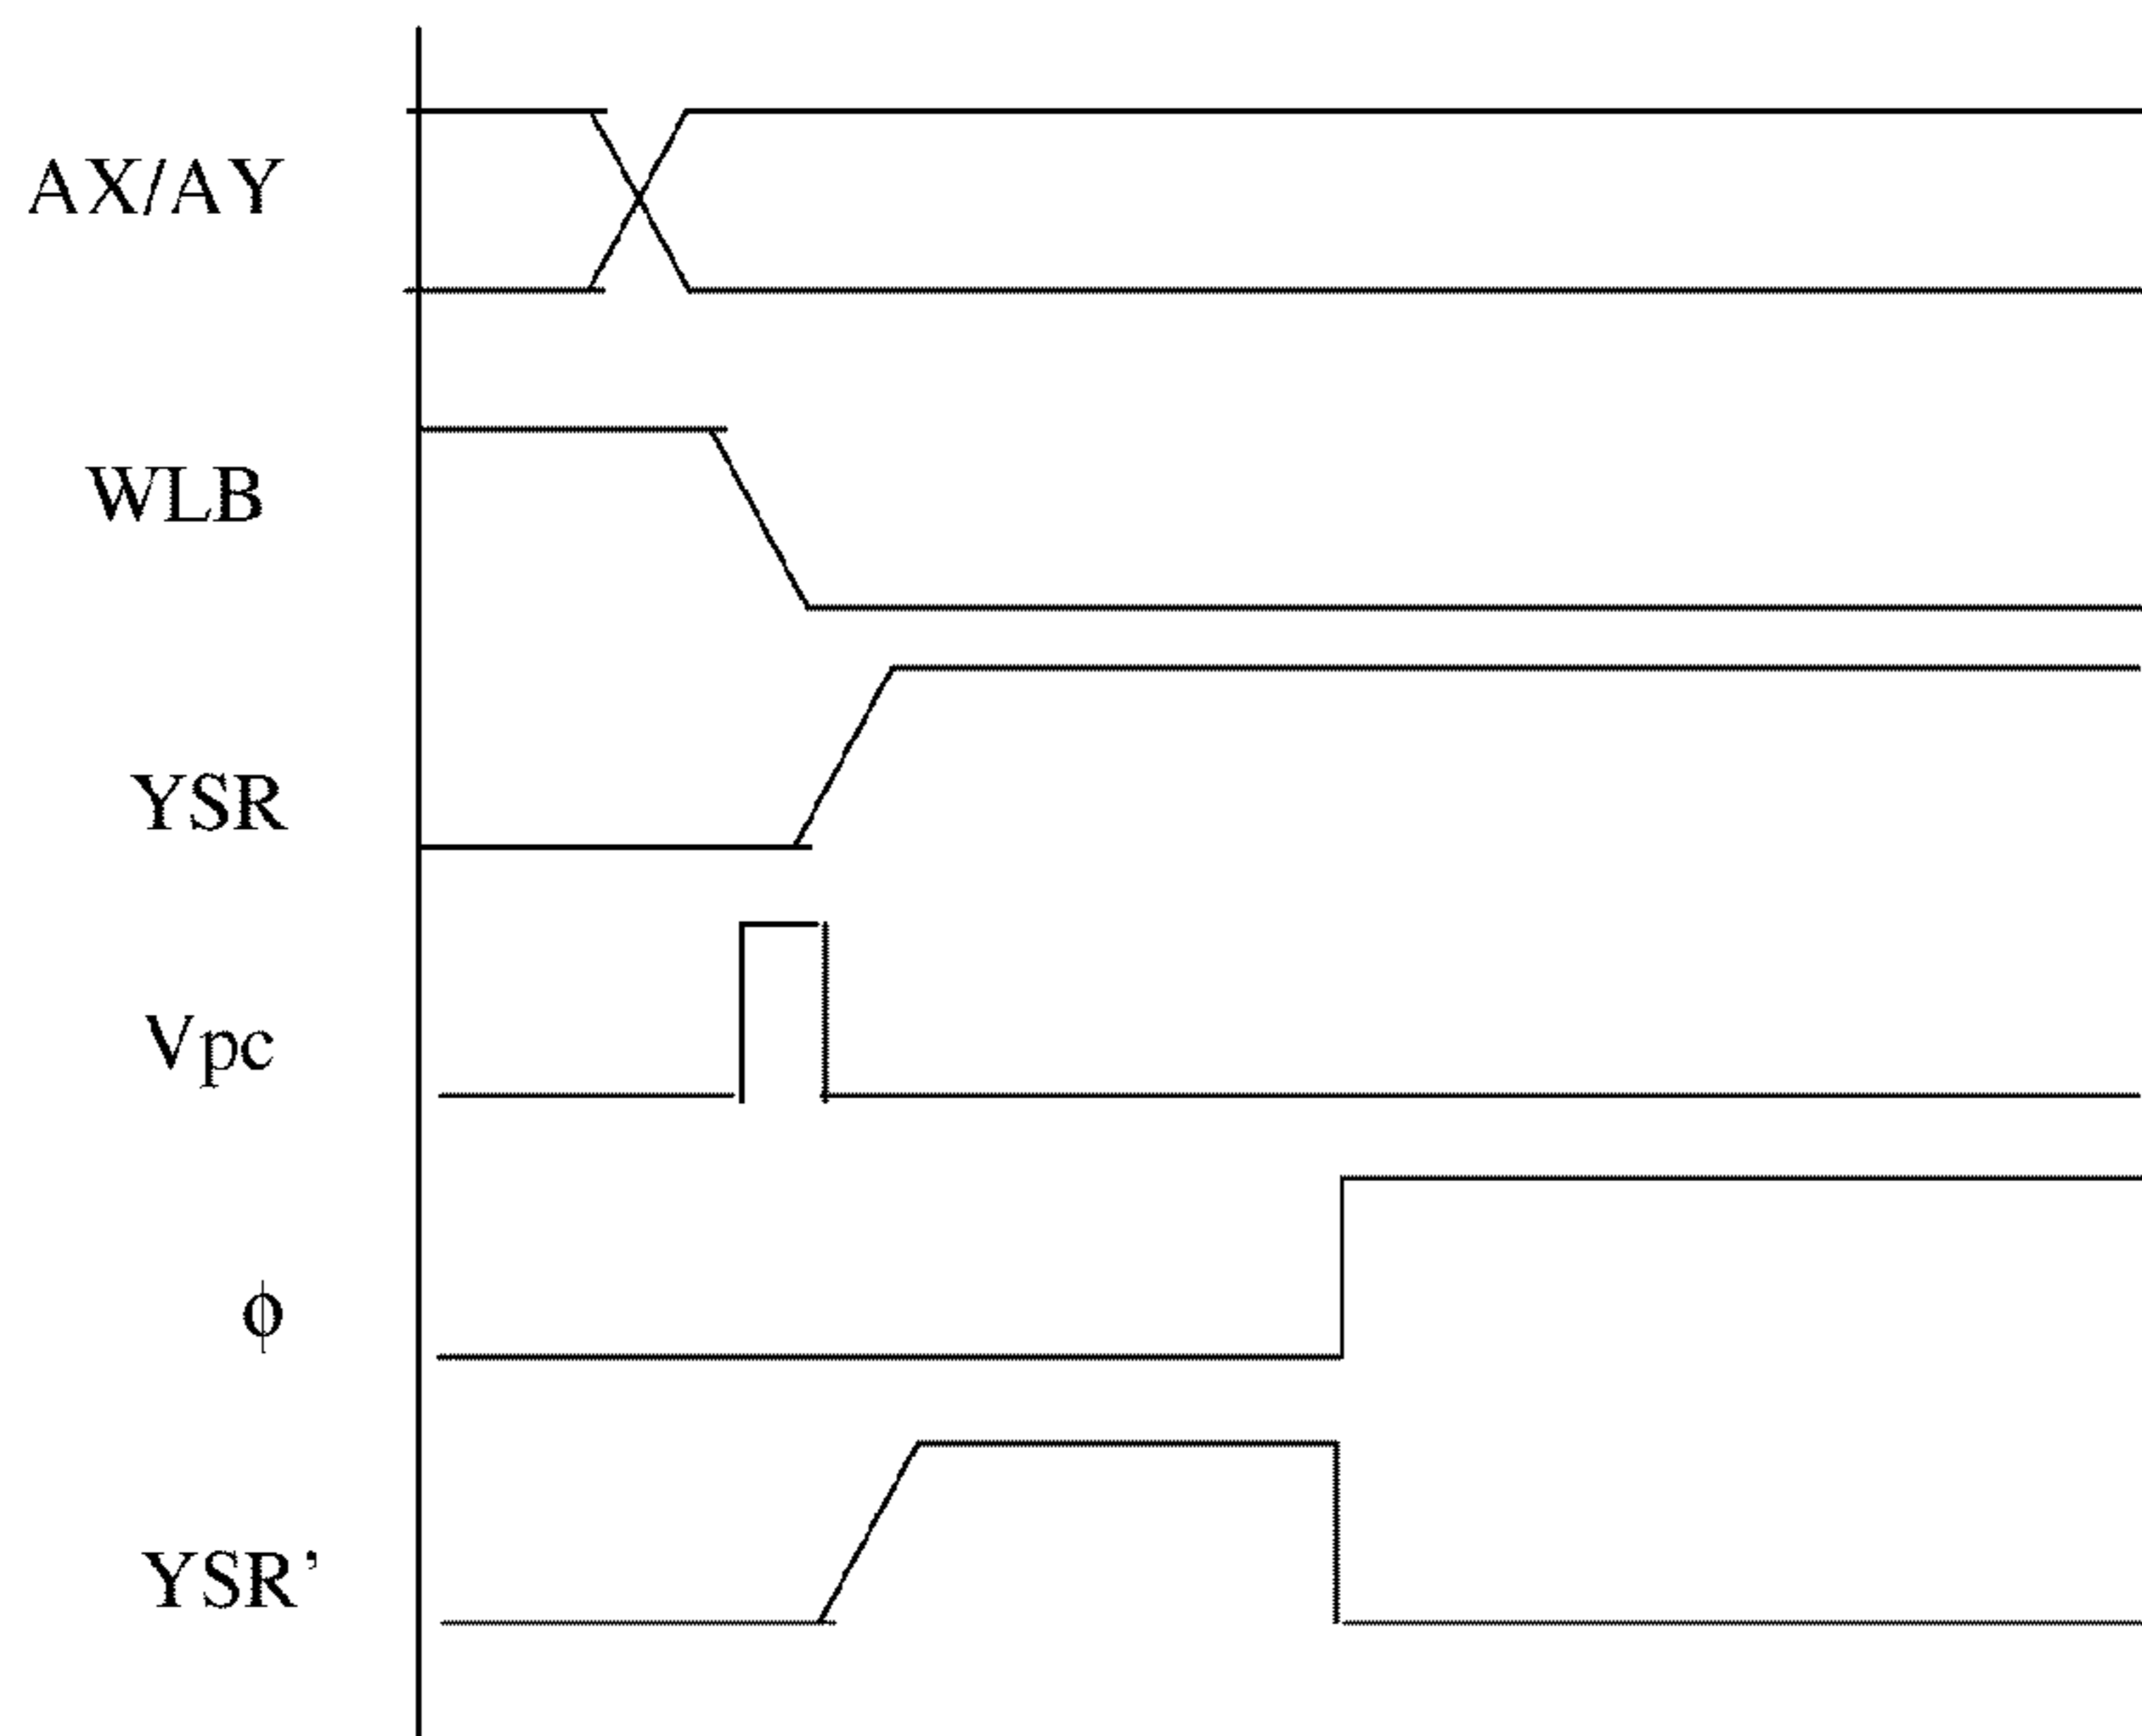 AX/AY
WLB
YSR
Vpc
ϕ
YSR’